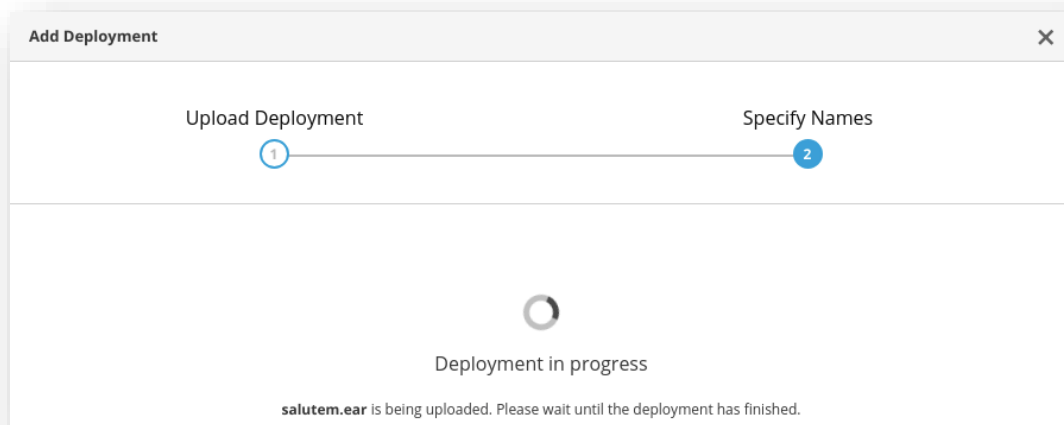 Add Deployment
Upload Deployment
Specify Names
1
2
Deployment in progress
salutem.ear is being uploaded. Please wait until the deployment has finished.